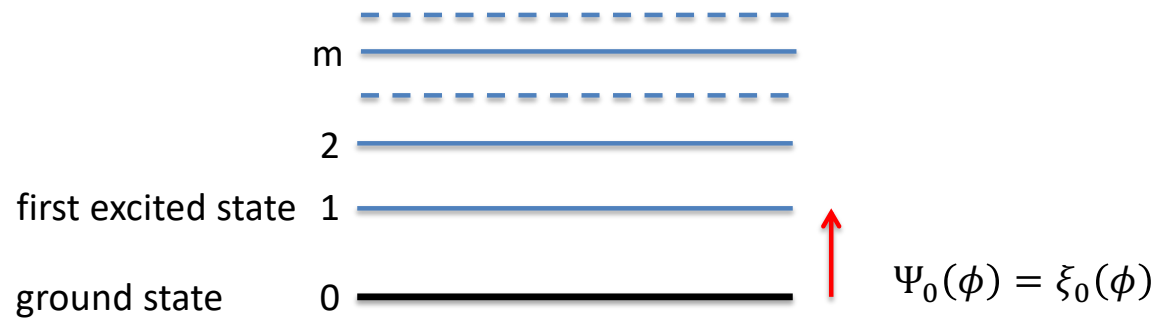 m
2
first excited state 1
ground state 0
Ψ₀(ϕ) = ξ₀(ϕ)